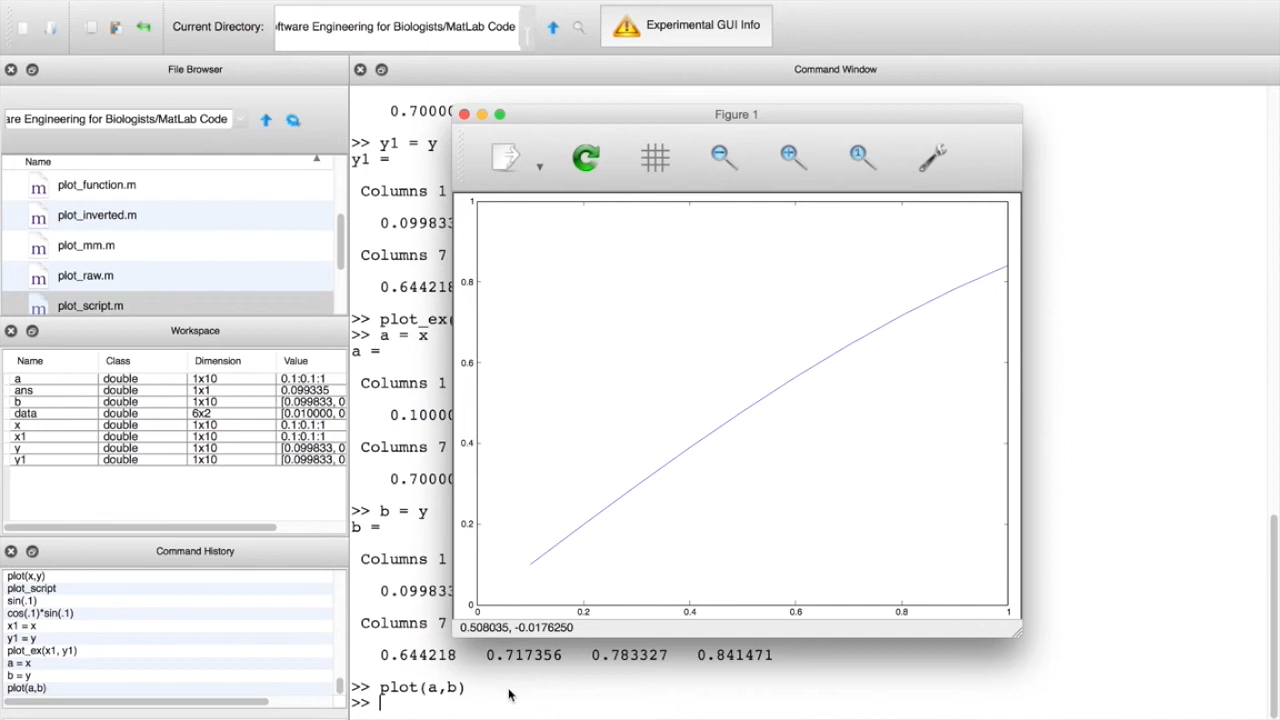 Current Directory:
ftware Engineering for Biologists/MatLab Code
Experimental GUI Info
File Browser
are Engineering for Biologists/MatLab Code
Name
plot_function.m
plot_inverted.m
plot_mm.m
plot_raw.m
plot_script.m
Workspace
Name Class Dimension Value
a double 1x10 0.1:0.1:1
ans double 1x1 0.099335
b double 1x10 [0.099833, 0
data double 6x2 [0.010000, 0
x double 1x10 0.1:0.1:1
x1 double 1x10 0.1:0.1:1
y double 1x10 [0.099833, 0
y1 double 1x10 [0.099833, 0
Command History
plot(x,y)
plot_script
sin(.1)
cos(.1)*sin(.1)
x1 = x
y1 = y
plot_ex(x1, y1)
a = x
b = y
plot(a,b)
Command Window
0.7000
>> y1 = y
y1 =
Columns 1
0.099833
Columns 7
0.644218
>> plot_ex(
>> a = x
a =
Columns 1
0.1000
Columns 7
0.7000
>> b = y
b =
Columns 1
0.099833
Columns 7
0.644218 0.717356 0.783327 0.841471
>> plot(a,b)
>>
Figure 1
1
0.8
0.6
0.4
0.2
0
0 0.2 0.4 0.6 0.8 1
0.508035, -0.0176250